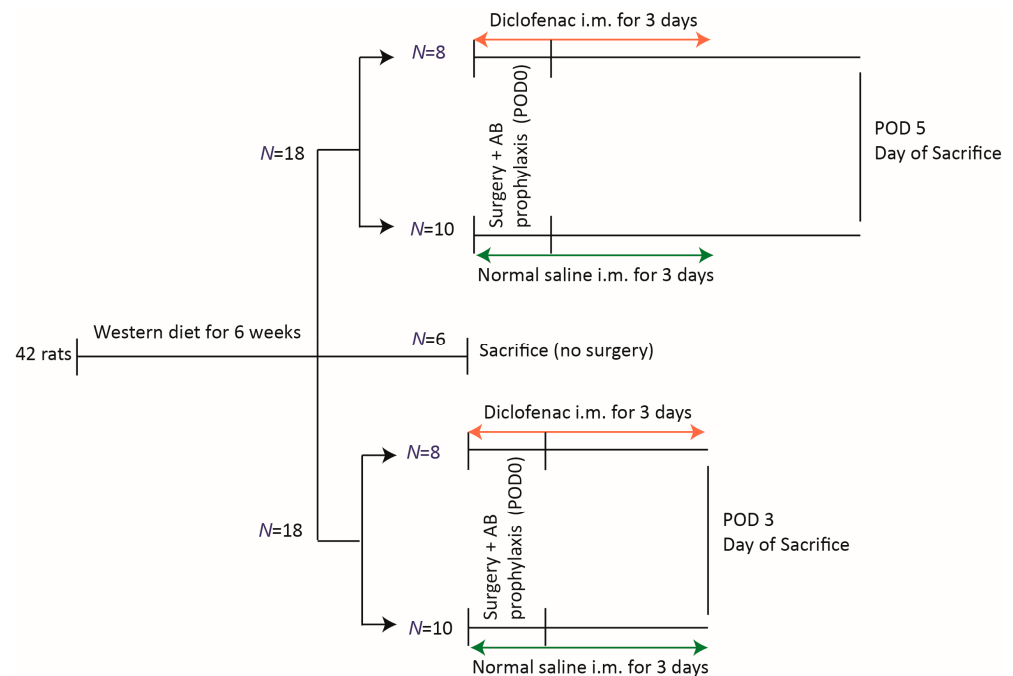 Diclofenac i.m. for 3 days
N=8
Surgery + AB
prophylaxis (POD0)
N=18
POD 5
Day of Sacrifice
N=10
Normal saline i.m. for 3 days
Western diet for 6 weeks
42 rats
N=6
Sacrifice (no surgery)
Diclofenac i.m. for 3 days
N=8
Surgery + AB
prophylaxis (POD0)
N=18
POD 3
Day of Sacrifice
N=10
Normal saline i.m. for 3 days